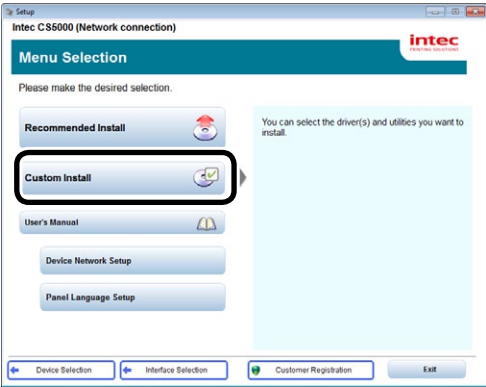 Setup
Intec CS5000 (Network connection)
intec
PRINTING SOLUTIONS
Menu Selection
Please make the desired selection.
Recommended Install
You can select the driver(s) and utilities you want to
install.
Custom Install
User's Manual
Device Network Setup
Panel Language Setup
Device Selection
Interface Selection
Customer Registration
Exit